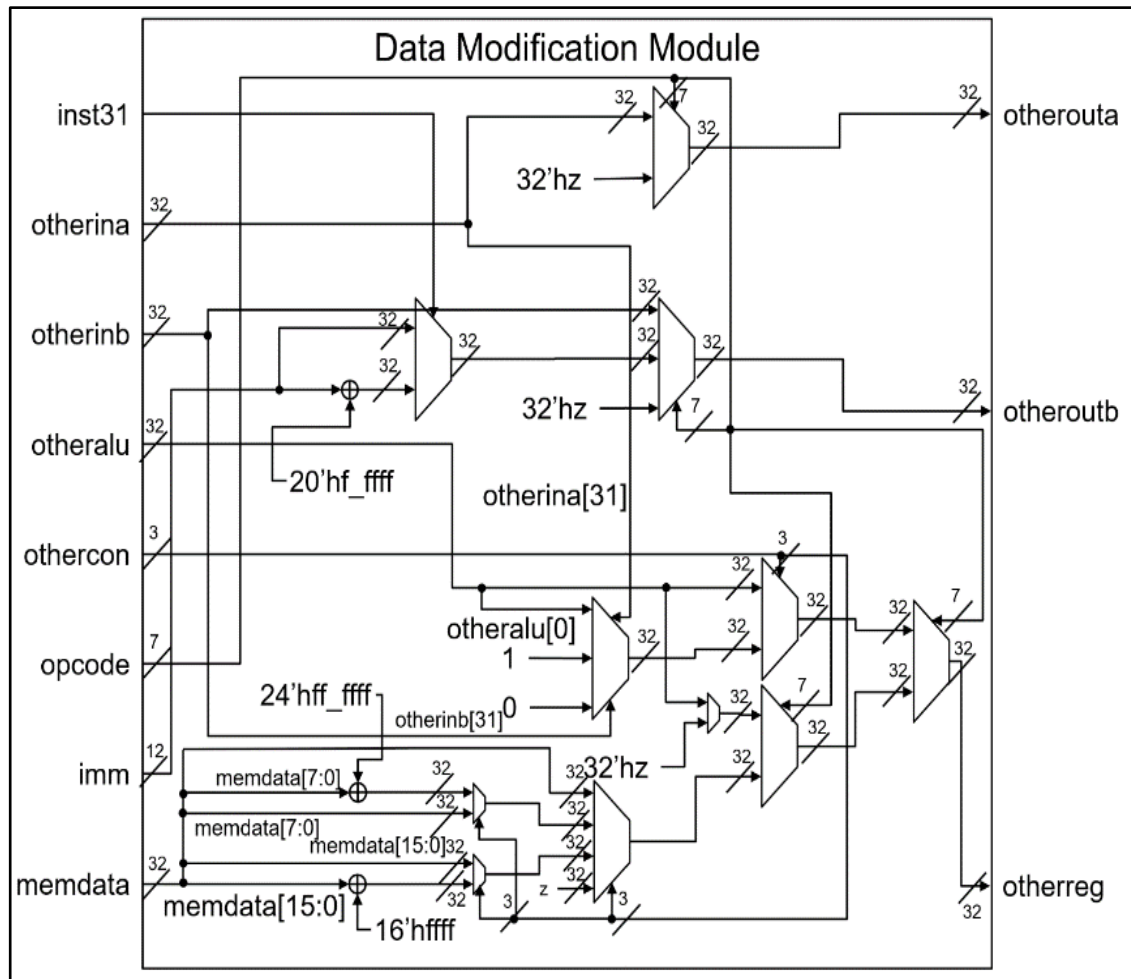 Data Modification Module
inst31
32
7
32
32
otherouta
32'hz
32
otherina
32
otherinb
32
32
32
32
32
32
32
32'hz
7
otheroutb
otheralu
32
20'hf_ffff
otherina[31]
othercon
3
3
32
32
32
7
otheralu[0]
32
32
1
32
opcode
7
24'hff_ffff
otherinb[31]
0
32
7
32
32
imm
12
32'hz
memdata[7:0]
32
32
32
memdata[7:0]
32
32
memdata[15:0]
32
32
memdata
32
z
32
32
memdata[15:0]
3
3
16'hffff
otherreg
32